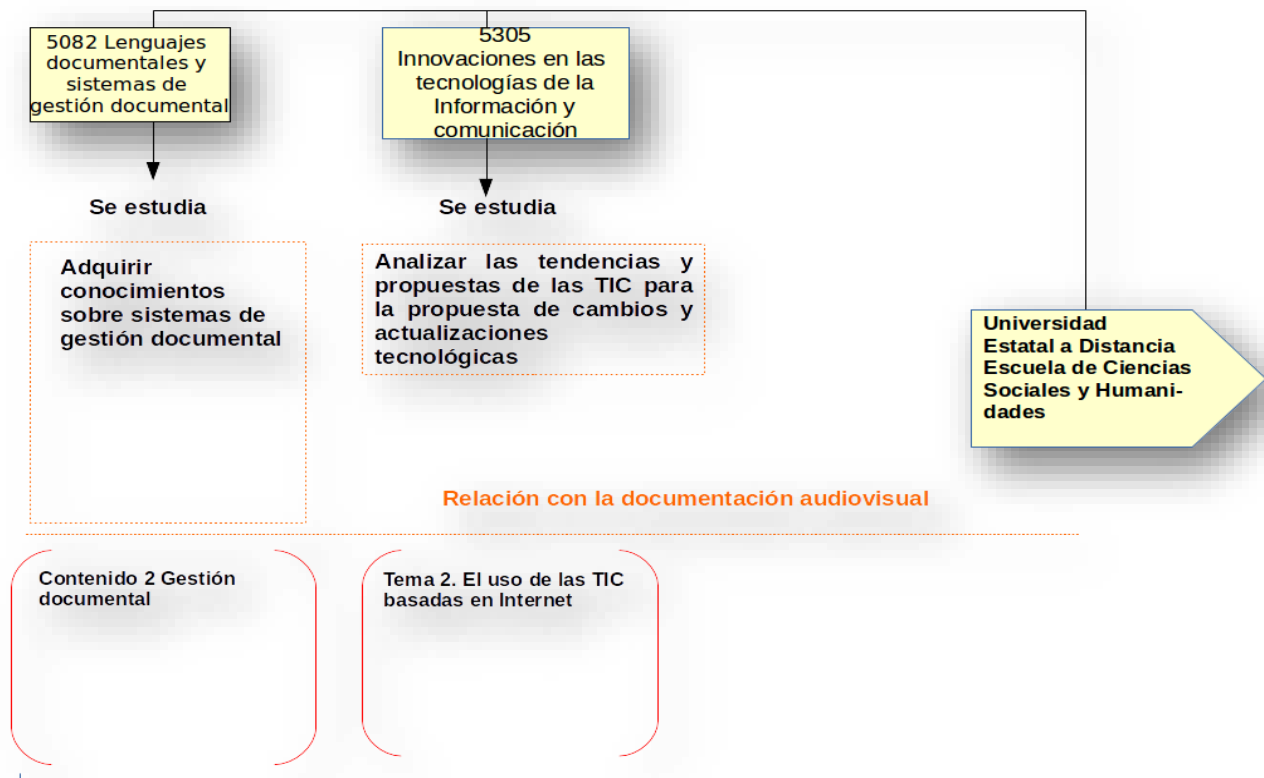 5082 Lenguajes
documentales y
sistemas de
gestión documental
5305
Innovaciones en las
tecnologías de la
Información y
comunicación
Se estudia
Se estudia
Adquirir
conocimientos
sobre sistemas de
gestión documental
Analizar las tendencias y
propuestas de las TIC para
la propuesta de cambios y
actualizaciones
tecnológicas
Universidad
Estatal a Distancia
Escuela de Ciencias
Sociales y Humani-
dades
Relación con la documentación audiovisual
Contenido 2 Gestión
documental
Tema 2. El uso de las TIC
basadas en Internet